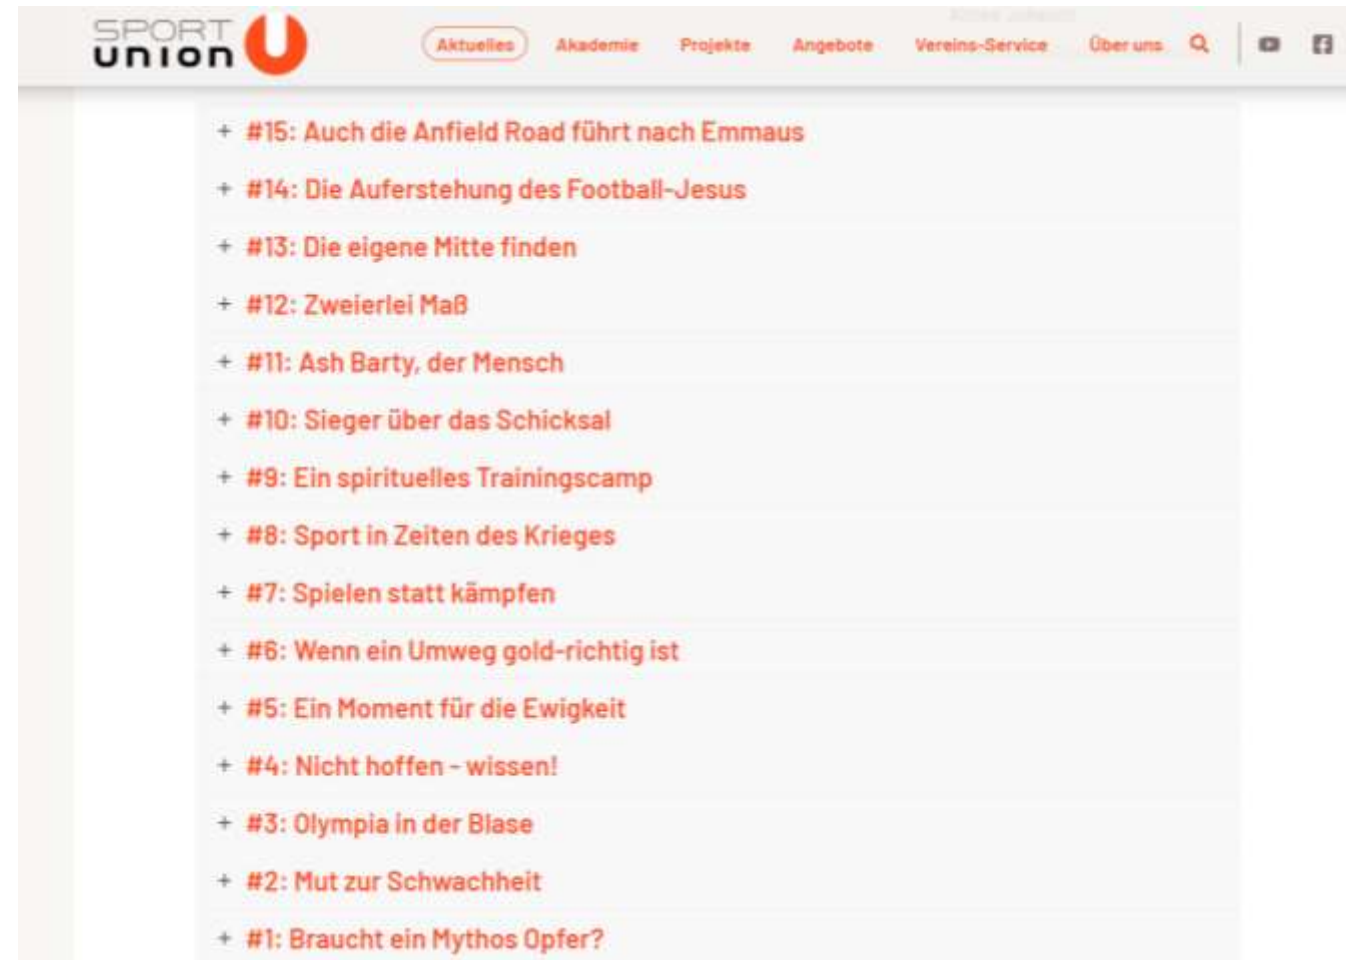 SPORT
union
Aktuelles Akademie Projekte Angebote Vereins-Service Über uns
+ #15: Auch die Anfield Road führt nach Emmaus
+ #14: Die Auferstehung des Football-Jesus
+ #13: Die eigene Mitte finden
+ #12: Zweierlei Maß
+ #11: Ash Barty, der Mensch
+ #10: Sieger über das Schicksal
+ #9: Ein spirituelles Trainingscamp
+ #8: Sport in Zeiten des Krieges
+ #7: Spielen statt kämpfen
+ #6: Wenn ein Umweg gold-richtig ist
+ #5: Ein Moment für die Ewigkeit
+ #4: Nicht hoffen - wissen!
+ #3: Olympia in der Blase
+ #2: Mut zur Schwachheit
+ #1: Braucht ein Mythos Opfer?